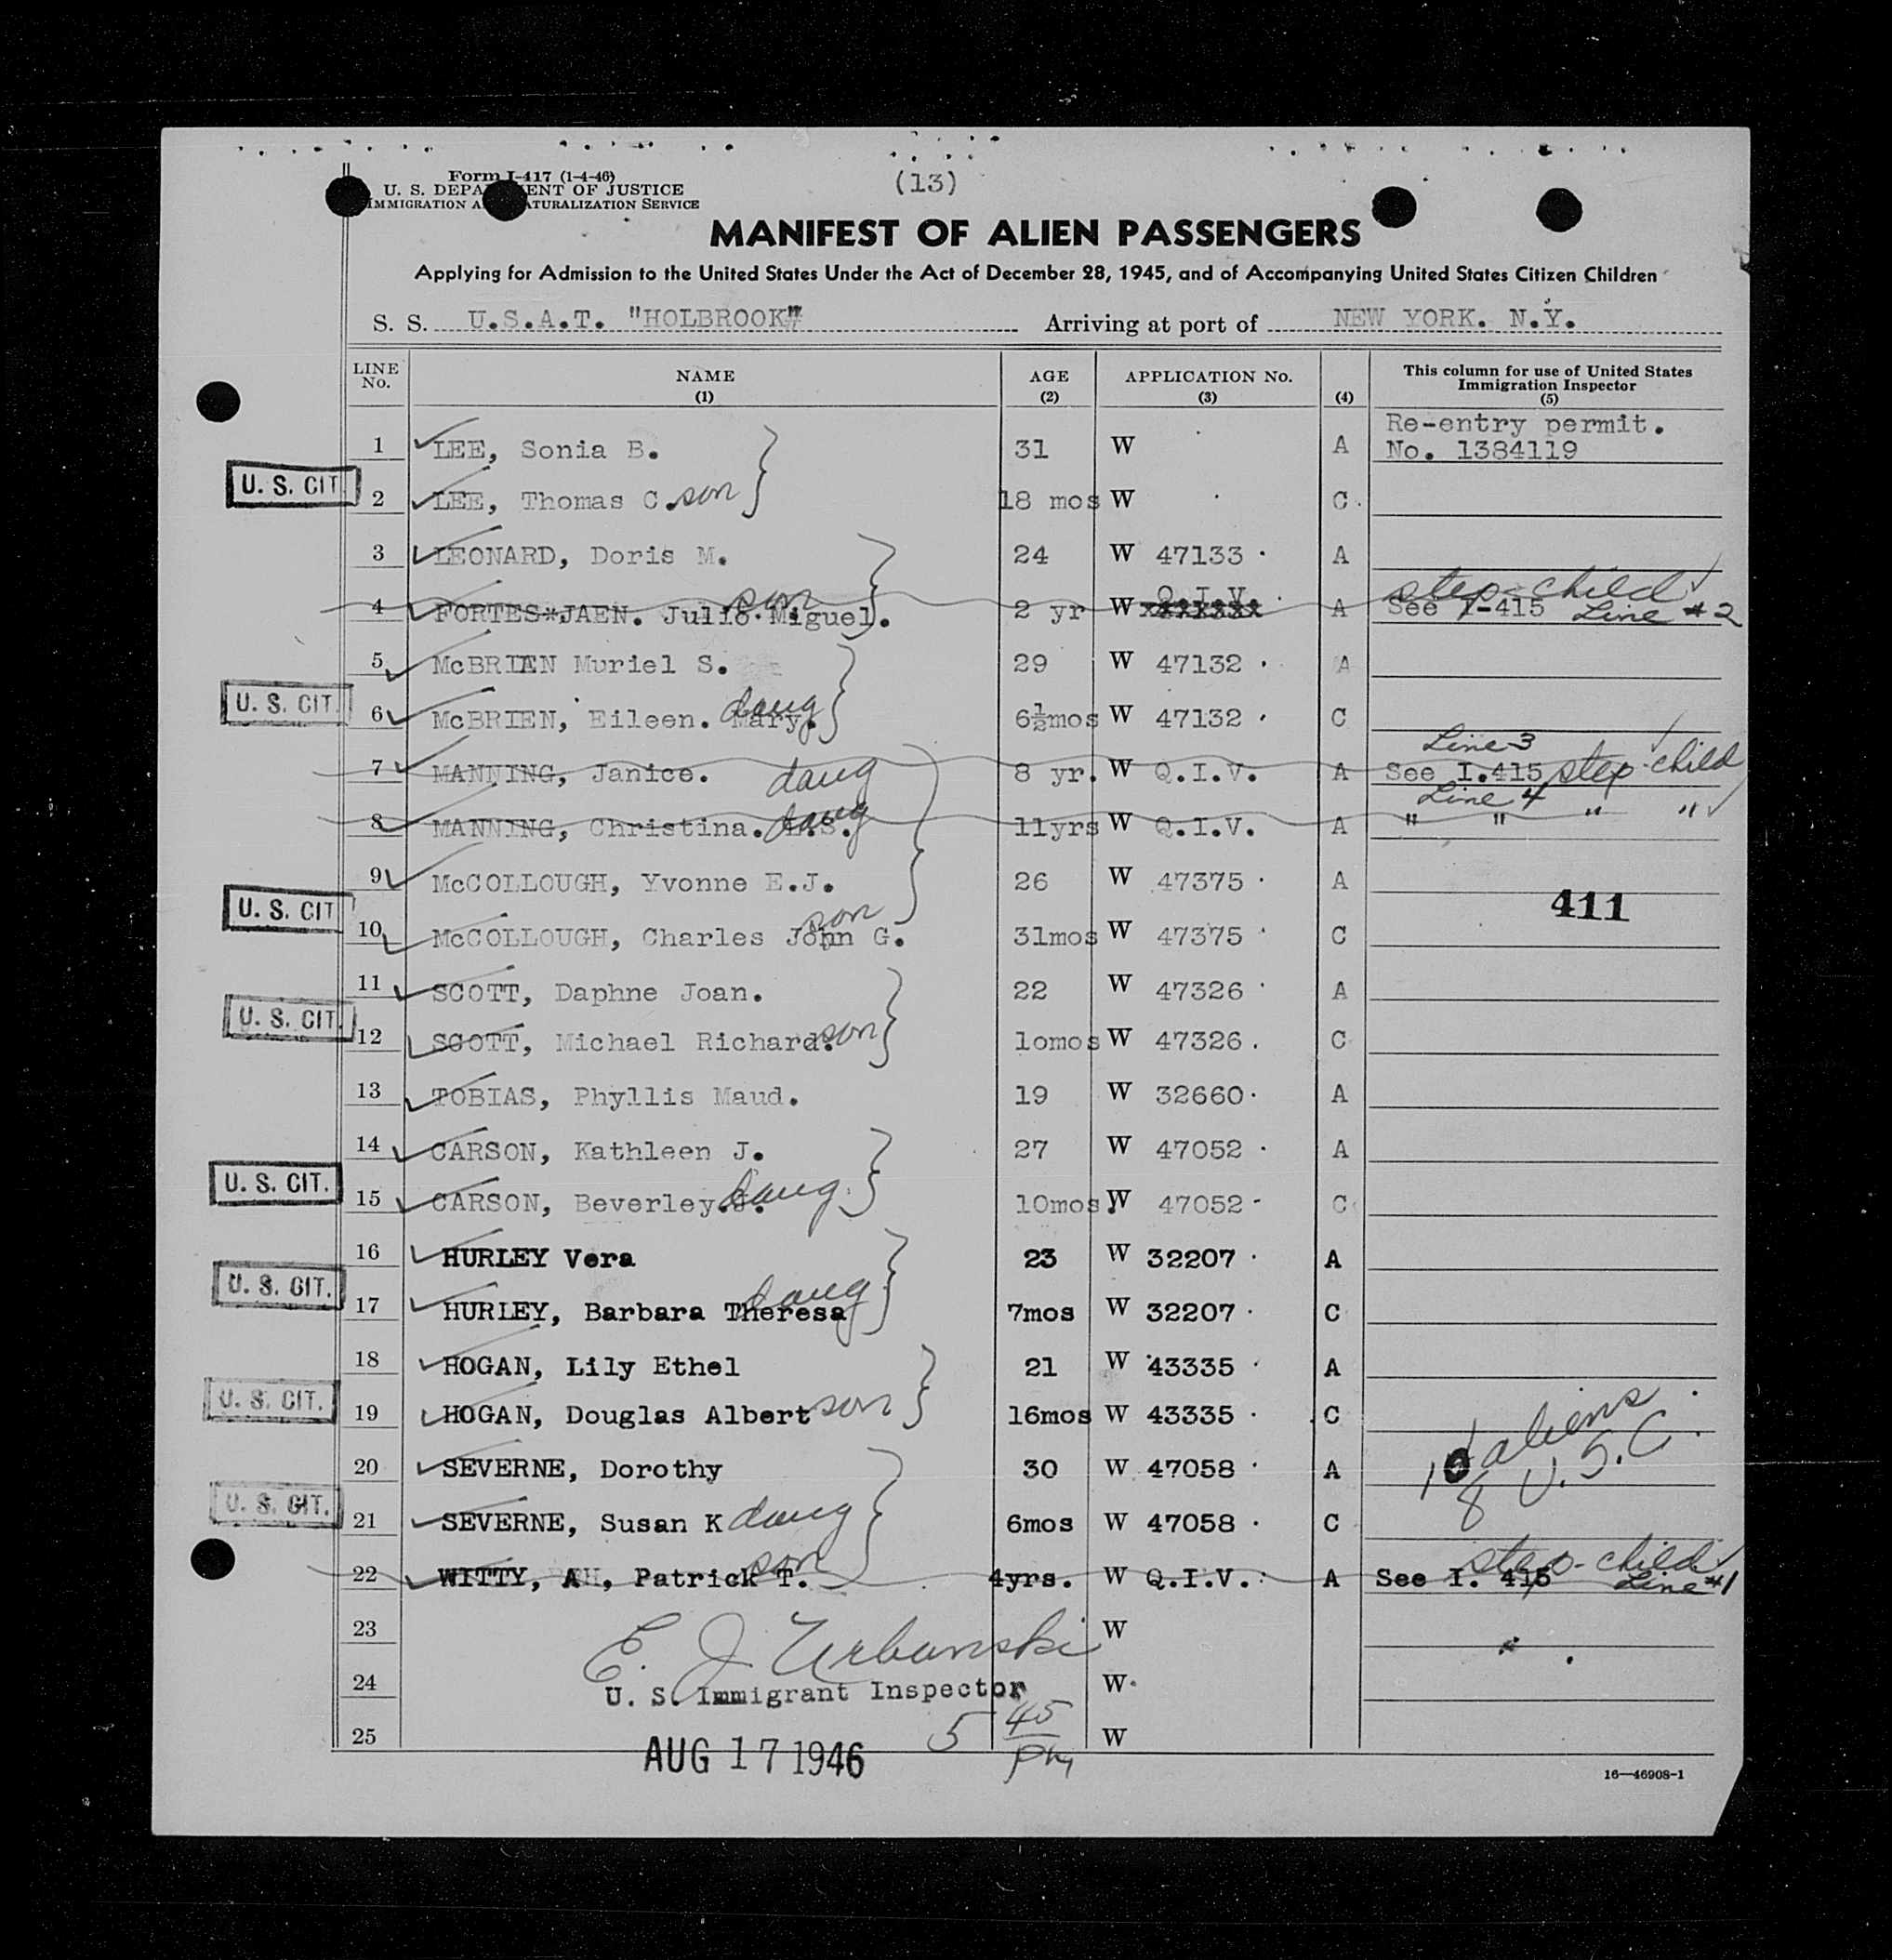 Form I-417 (1-4-46)
U. S. DEPA ENT OF JUSTICE
IMMIGRATION A ATURALIZATION SERVICE
(13)
MANIFEST OF ALIEN PASSENGERS
Applying for Admission to the United States Under the Act of December 28, 1945, and of Accompanying United States Citizen Children
S. S. U.S.A.T. "HOLBROOK" Arriving at port of NEW YORK. N.Y.
LINE No. NAME (1) AGE (2) APPLICATION No. (3) (4) This column for use of United States Immigration Inspector (5)
1 LEE, Sonia B. 31 W A Re-entry permit. No. 1384119
U. S. CIT. 2 LEE, Thomas C. son 18 mos W C
3 LEONARD, Doris M. 24 W 47133 A
4 FORTES*JAEN. Julio. Miguel. son 2 yr W Q.I.V. A See I-415 step-child Line #2
5 McBRIEN Muriel S. 29 W 47132 A
U. S. CIT. 6 McBRIEN, Eileen. Mary. daug 6½mos W 47132 C
7 MANNING, Janice. daug 8 yr. W Q.I.V. A Line 3 See I.415 step-child
8 MANNING, Christina. .S. daug 11yrs W Q.I.V. A Line 4 " " " "
9 McCOLLOUGH, Yvonne E.J. 26 W 47375 A
411
U. S. CIT 10 McCOLLOUGH, Charles John G. son 31mos W 47375 C
11 SCOTT, Daphne Joan. 22 W 47326 A
U. S. CIT. 12 SCOTT, Michael Richard. son 1omos W 47326. C
13 TOBIAS, Phyllis Maud. 19 W 32660 A
14 CARSON, Kathleen J. 27 W 47052 A
U. S. CIT. 15 CARSON, Beverley.J. daug. 10mos. W 47052 C
16 HURLEY Vera 23 W 32207 A
U. S. CIT. 17 HURLEY, Barbara Theresa daug 7mos W 32207 C
18 HOGAN, Lily Ethel 21 W 43335 A
U. S. CIT. 19 HOGAN, Douglas Albert son 16mos W 43335 C
10 aliens
20 SEVERNE, Dorothy 30 W 47058 A
8 U.S.C.
U. S. CIT. 21 SEVERNE, Susan K daug 6mos W 47058 C
22 WITTY, AH, Patrick T. son 4yrs. W Q.I.V. A See I. 415 step-child Line #1
23 E. J. Urbanski W
24 U. S. Immigrant Inspector W
25 5 45 pm W
AUG 17 1946
16—46908-1